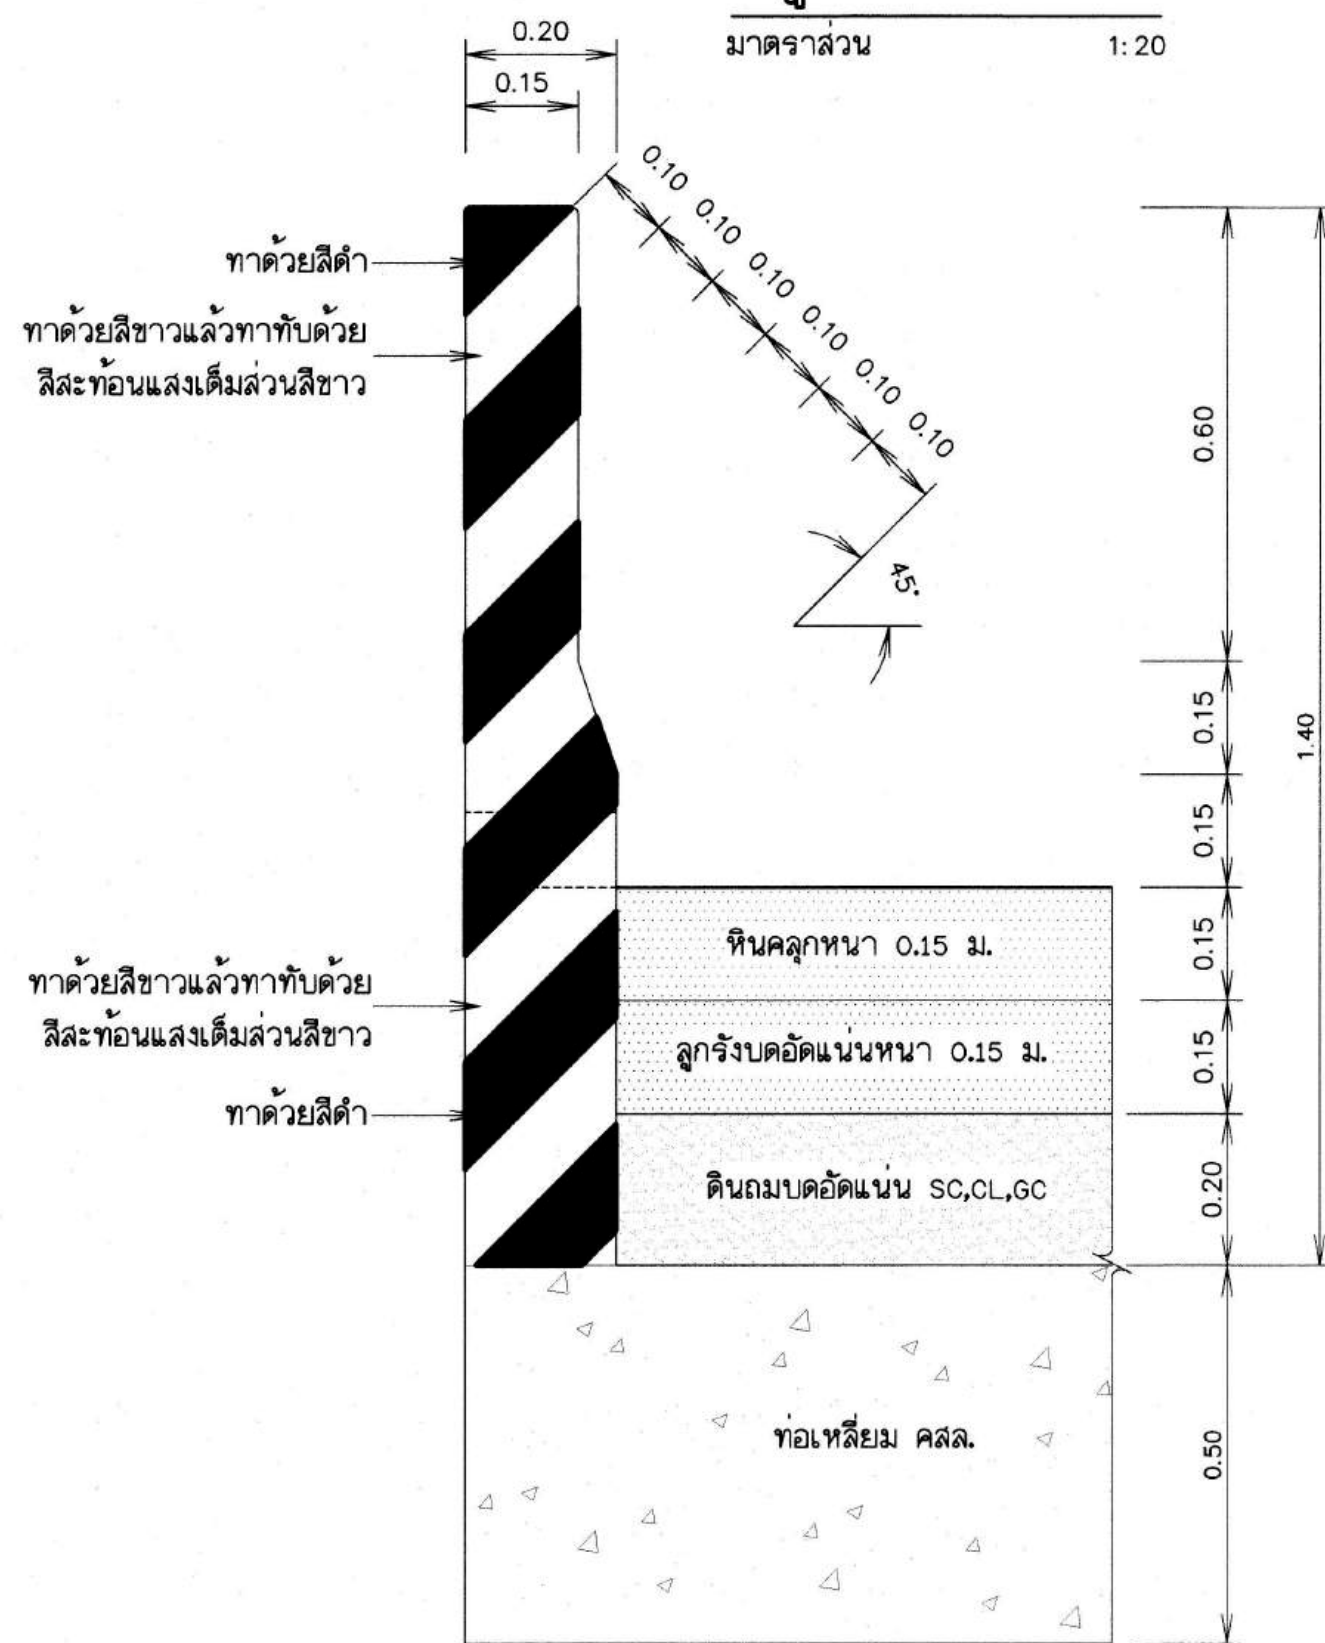 มาตราส่วน 1:20
0.20
0.15
0.10 0.10 0.10 0.10 0.10 0.10
ทาด้วยสีดำ
ทาด้วยสีขาวแล้วทาทับด้วย
สีสะท้อนแสงเต็มส่วนสีขาว
45°
0.60
0.15
1.40
0.15
หินคลุกหนา 0.15 ม.
0.15
ทาด้วยสีขาวแล้วทาทับด้วย
สีสะท้อนแสงเต็มส่วนสีขาว
ลูกรังบดอัดแน่นหนา 0.15 ม.
0.15
ทาด้วยสีดำ
ดินถมบดอัดแน่น SC,CL,GC
0.20
ท่อเหลี่ยม คสล.
0.50